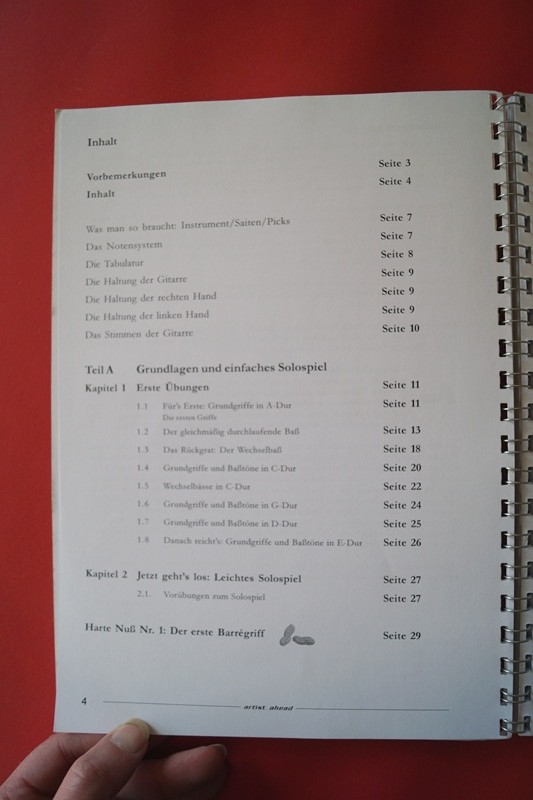 Inhalt
Vorbemerkungen Seite 3
Inhalt Seite 4
Was man so braucht: Instrument/Saiten/Picks Seite 7
Das Notensystem Seite 7
Die Tabulatur Seite 8
Die Haltung der Gitarre Seite 9
Die Haltung der rechten Hand Seite 9
Die Haltung der linken Hand Seite 9
Das Stimmen der Gitarre Seite 10
Teil A Grundlagen und einfaches Solospiel
Kapitel 1 Erste Übungen Seite 11
1.1 Für's Erste: Grundgriffe in A-Dur Seite 11
Die ersten Griffe
1.2 Der gleichmäßig durchlaufende Baß Seite 13
1.3 Das Rückgrat: Der Wechselbaß Seite 18
1.4 Grundgriffe und Baßtöne in C-Dur Seite 20
1.5 Wechselbässe in C-Dur Seite 22
1.6 Grundgriffe und Baßtöne in G-Dur Seite 24
1.7 Grundgriffe und Baßtöne in D-Dur Seite 25
1.8 Danach reicht's: Grundgriffe und Baßtöne in E-Dur Seite 26
Kapitel 2 Jetzt geht's los: Leichtes Solospiel Seite 27
2.1. Vorübungen zum Solospiel Seite 27
Harte Nuß Nr. 1: Der erste Barrégriff Seite 29
4 artist ahead